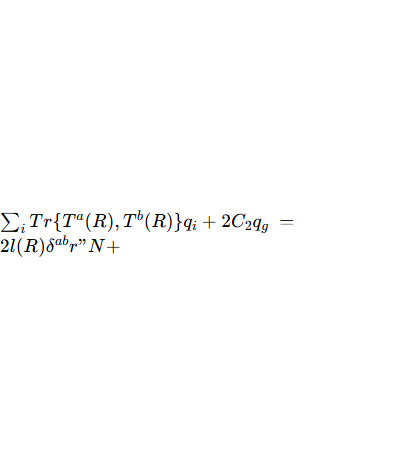 ∑_i Tr{T^a(R), T^b(R)}q_i + 2C_2q_g =
2l(R)δ^{ab}r”N+